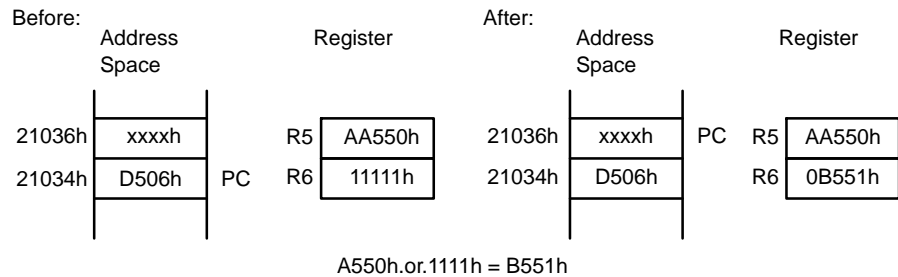 Before:
Address Space
Register
21036h xxxxh
R5 AA550h
21034h D506h PC
R6 11111h
After:
Address Space
Register
21036h xxxxh PC
R5 AA550h
21034h D506h
R6 0B551h
A550h.or.1111h = B551h